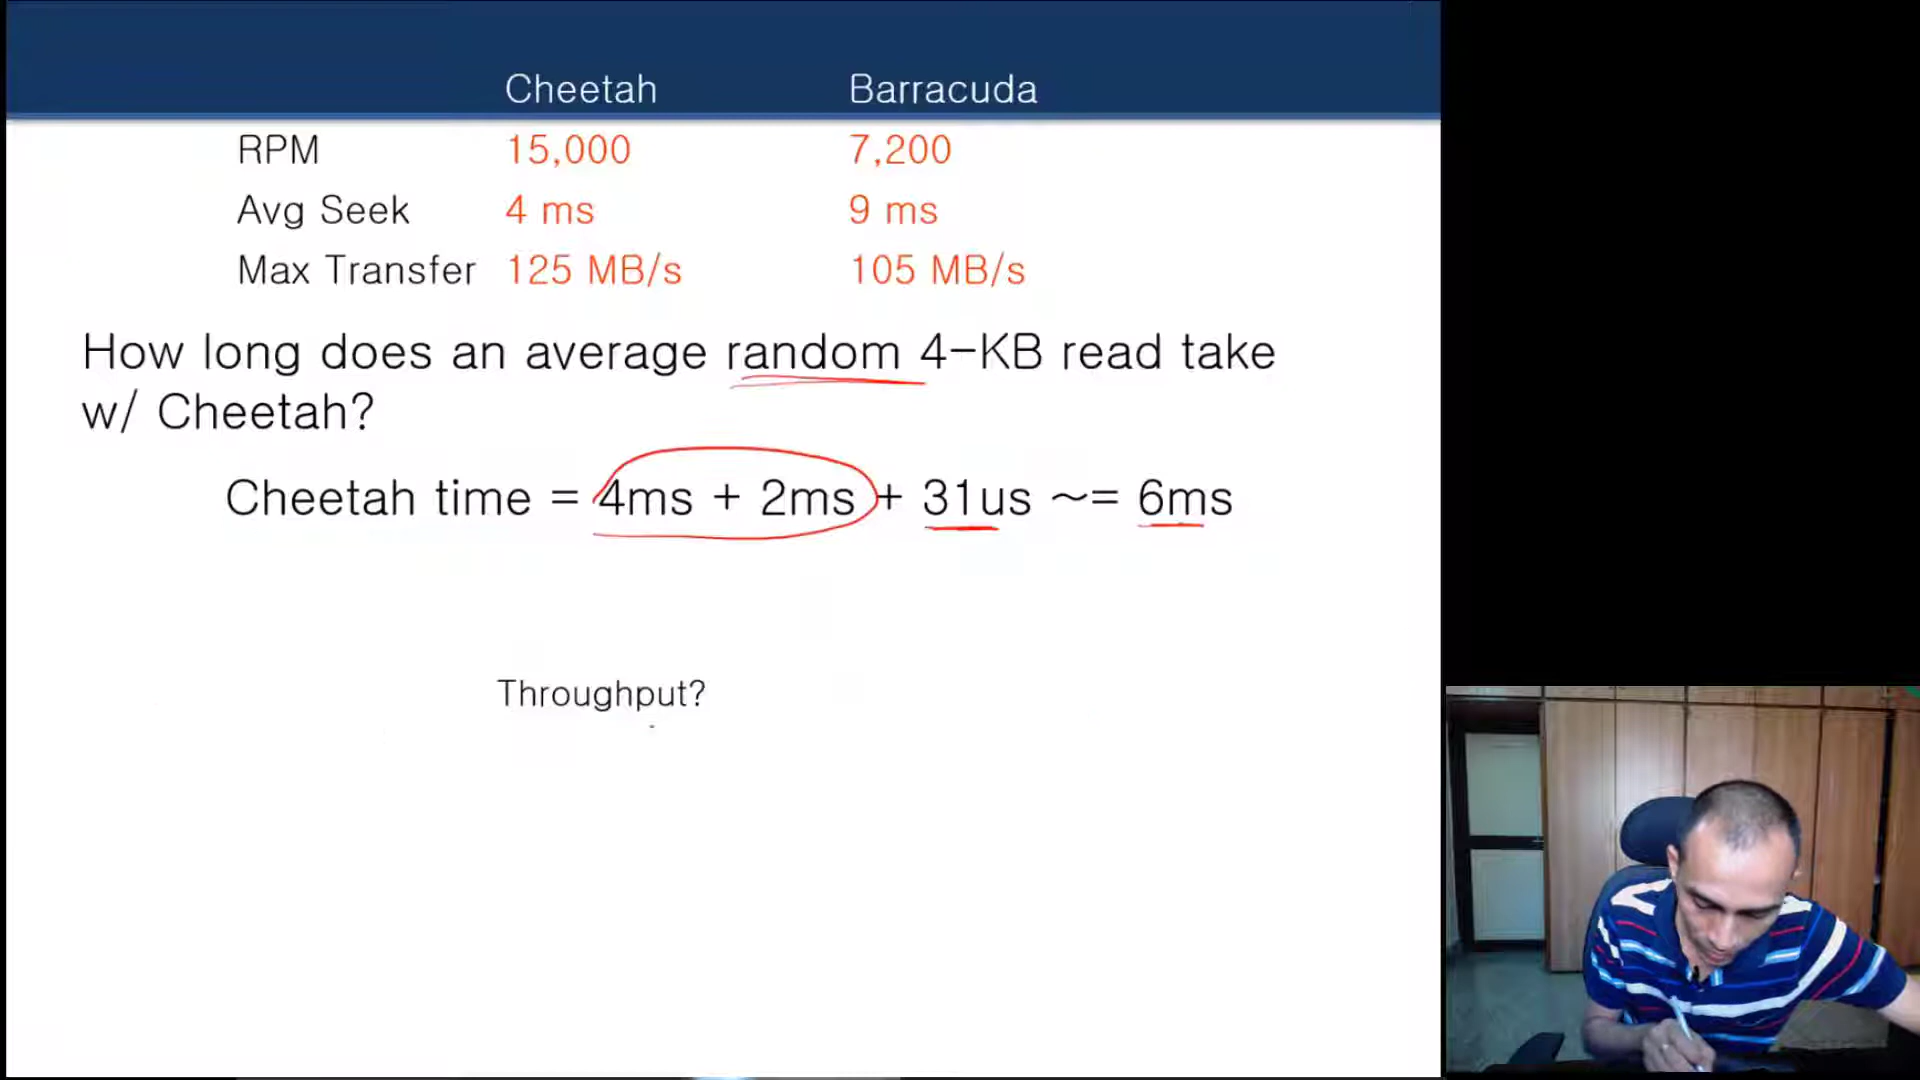 Cheetah Barracuda
RPM 15,000 7,200
Avg Seek 4 ms 9 ms
Max Transfer 125 MB/s 105 MB/s
How long does an average random 4-KB read take
w/ Cheetah?
Cheetah time = 4ms + 2ms + 31us ~= 6ms
Throughput?